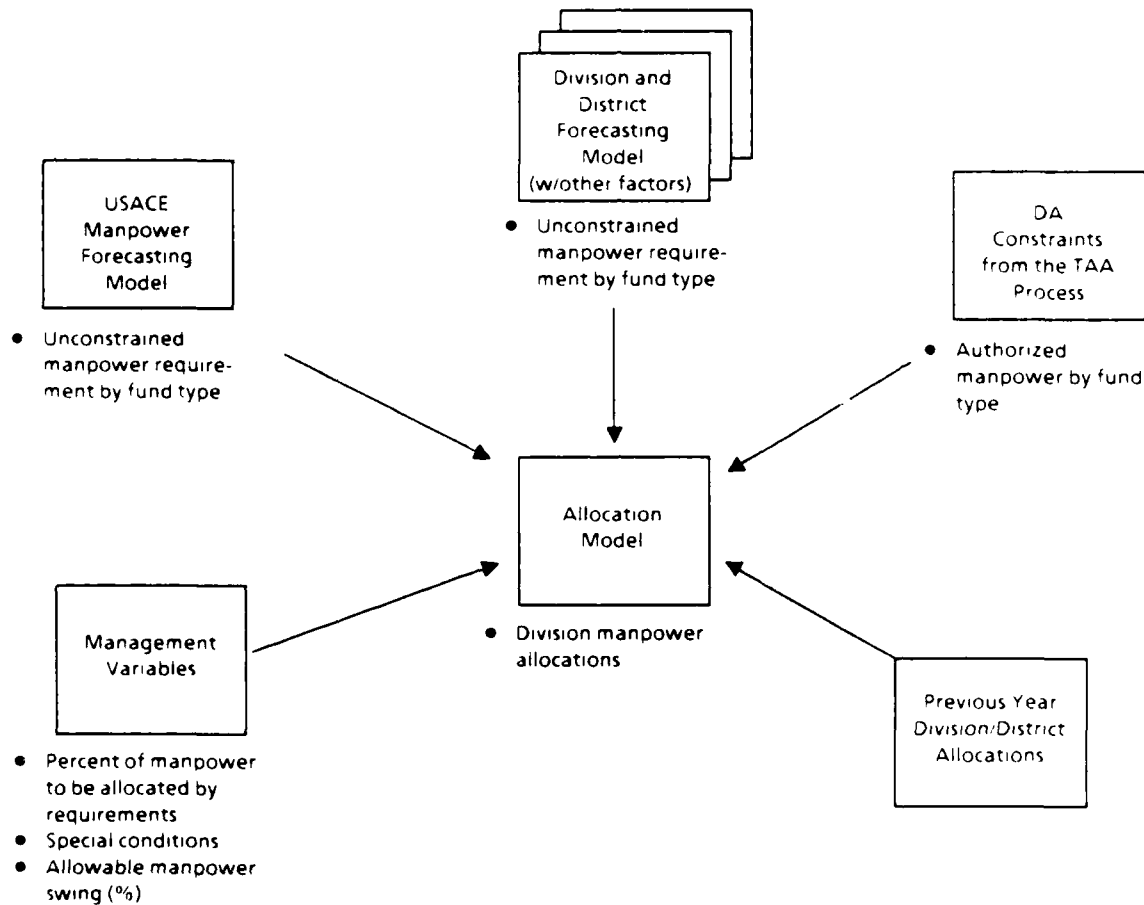 Division and
District
Forecasting
Model
(w/other factors)
● Unconstrained
manpower require-
ment by fund type
USACE
Manpower
Forecasting
Model
● Unconstrained
manpower require-
ment by fund type
DA
Constraints
from the TAA
Process
● Authorized
manpower by fund
type
Allocation
Model
● Division manpower
allocations
Management
Variables
● Percent of manpower
to be allocated by
requirements
● Special conditions
● Allowable manpower
swing (%)
Previous Year
Division/District
Allocations